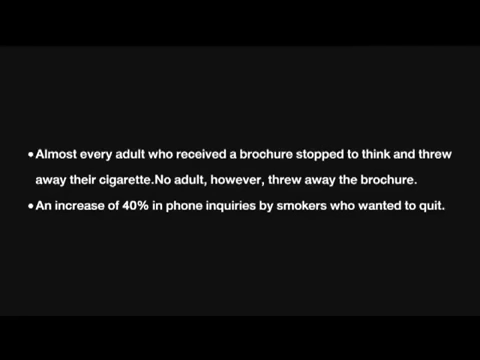 •Almost every adult who received a brochure stopped to think and threw
away their cigarette.No adult, however, threw away the brochure.
•An increase of 40% in phone inquiries by smokers who wanted to quit.